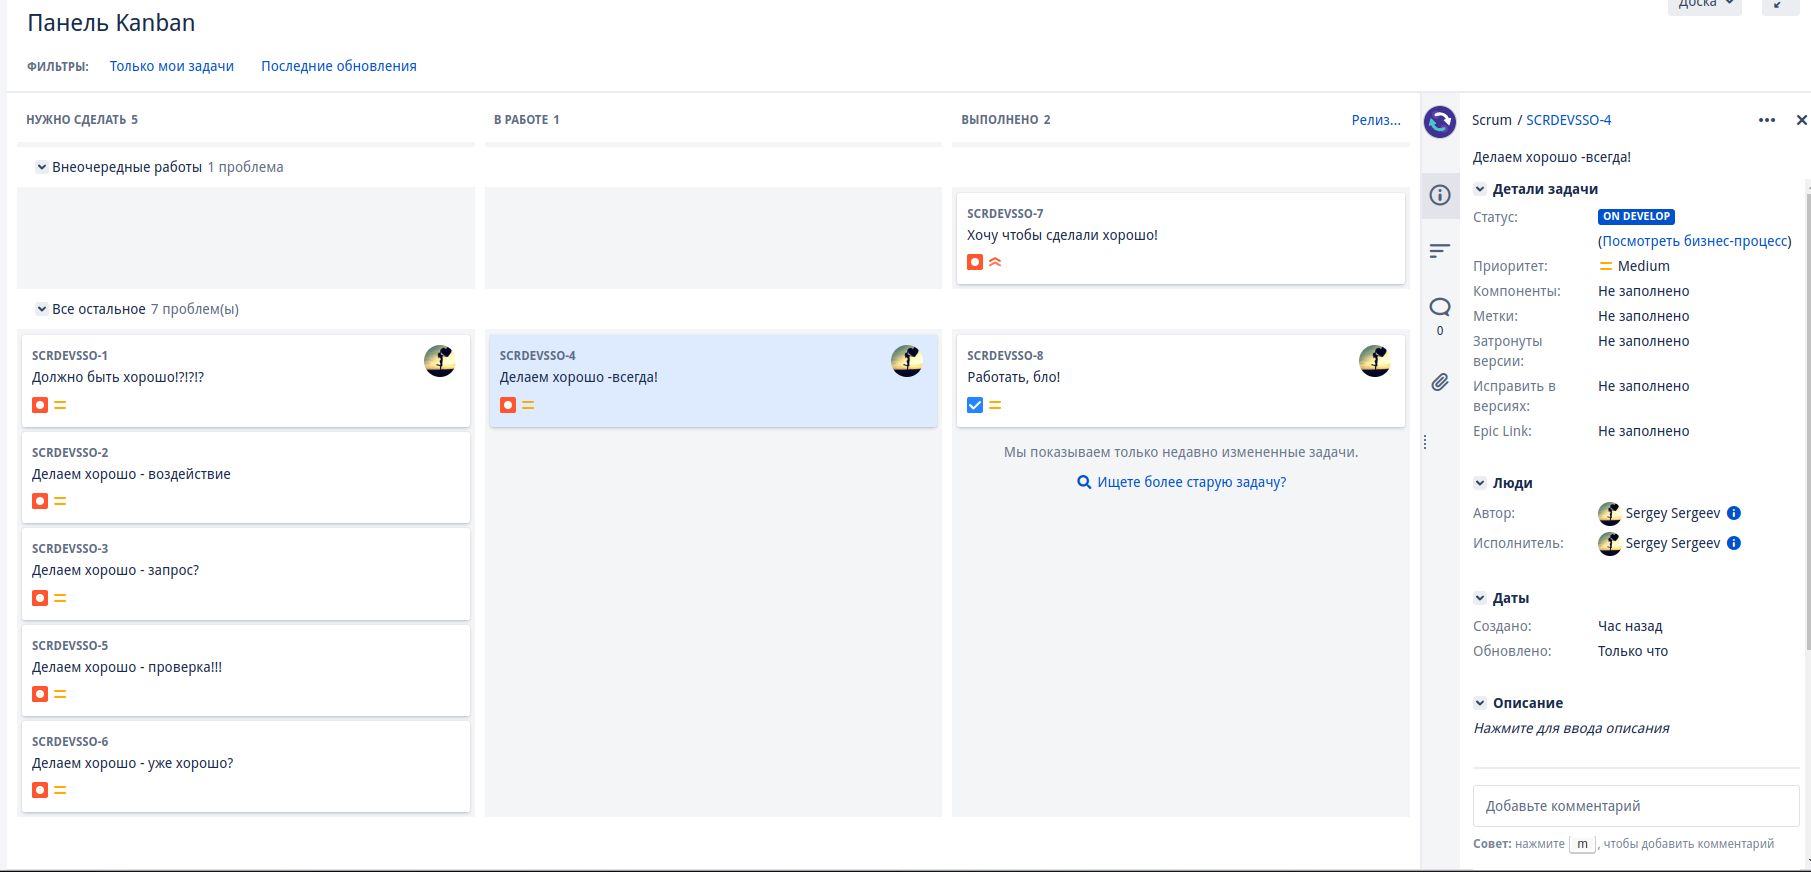 Доска
Панель Kanban
ФИЛЬТРЫ: Только мои задачи Последние обновления
НУЖНО СДЕЛАТЬ 5
В РАБОТЕ 1
ВЫПОЛНЕНО 2
Релиз...
Внеочередные работы 1 проблема
SCRDEVSSO-7
Хочу чтобы сделали хорошо!
Все остальное 7 проблем(ы)
SCRDEVSSO-1
Должно быть хорошо!?!?!?
SCRDEVSSO-2
Делаем хорошо - воздействие
SCRDEVSSO-3
Делаем хорошо - запрос?
SCRDEVSSO-5
Делаем хорошо - проверка!!!
SCRDEVSSO-6
Делаем хорошо - уже хорошо?
SCRDEVSSO-4
Делаем хорошо -всегда!
SCRDEVSSO-8
Работать, бло!
Мы показываем только недавно измененные задачи.
Ищете более старую задачу?
0
Scrum / SCRDEVSSO-4
Делаем хорошо -всегда!
Детали задачи
Статус: ON DEVELOP
(Посмотреть бизнес-процесс)
Приоритет: Medium
Компоненты: Не заполнено
Метки: Не заполнено
Затронуты версии: Не заполнено
Исправить в версиях: Не заполнено
Epic Link: Не заполнено
Люди
Автор: Sergey Sergeev
Исполнитель: Sergey Sergeev
Даты
Создано: Час назад
Обновлено: Только что
Описание
Нажмите для ввода описания
Добавьте комментарий
Совет: нажмите m , чтобы добавить комментарий